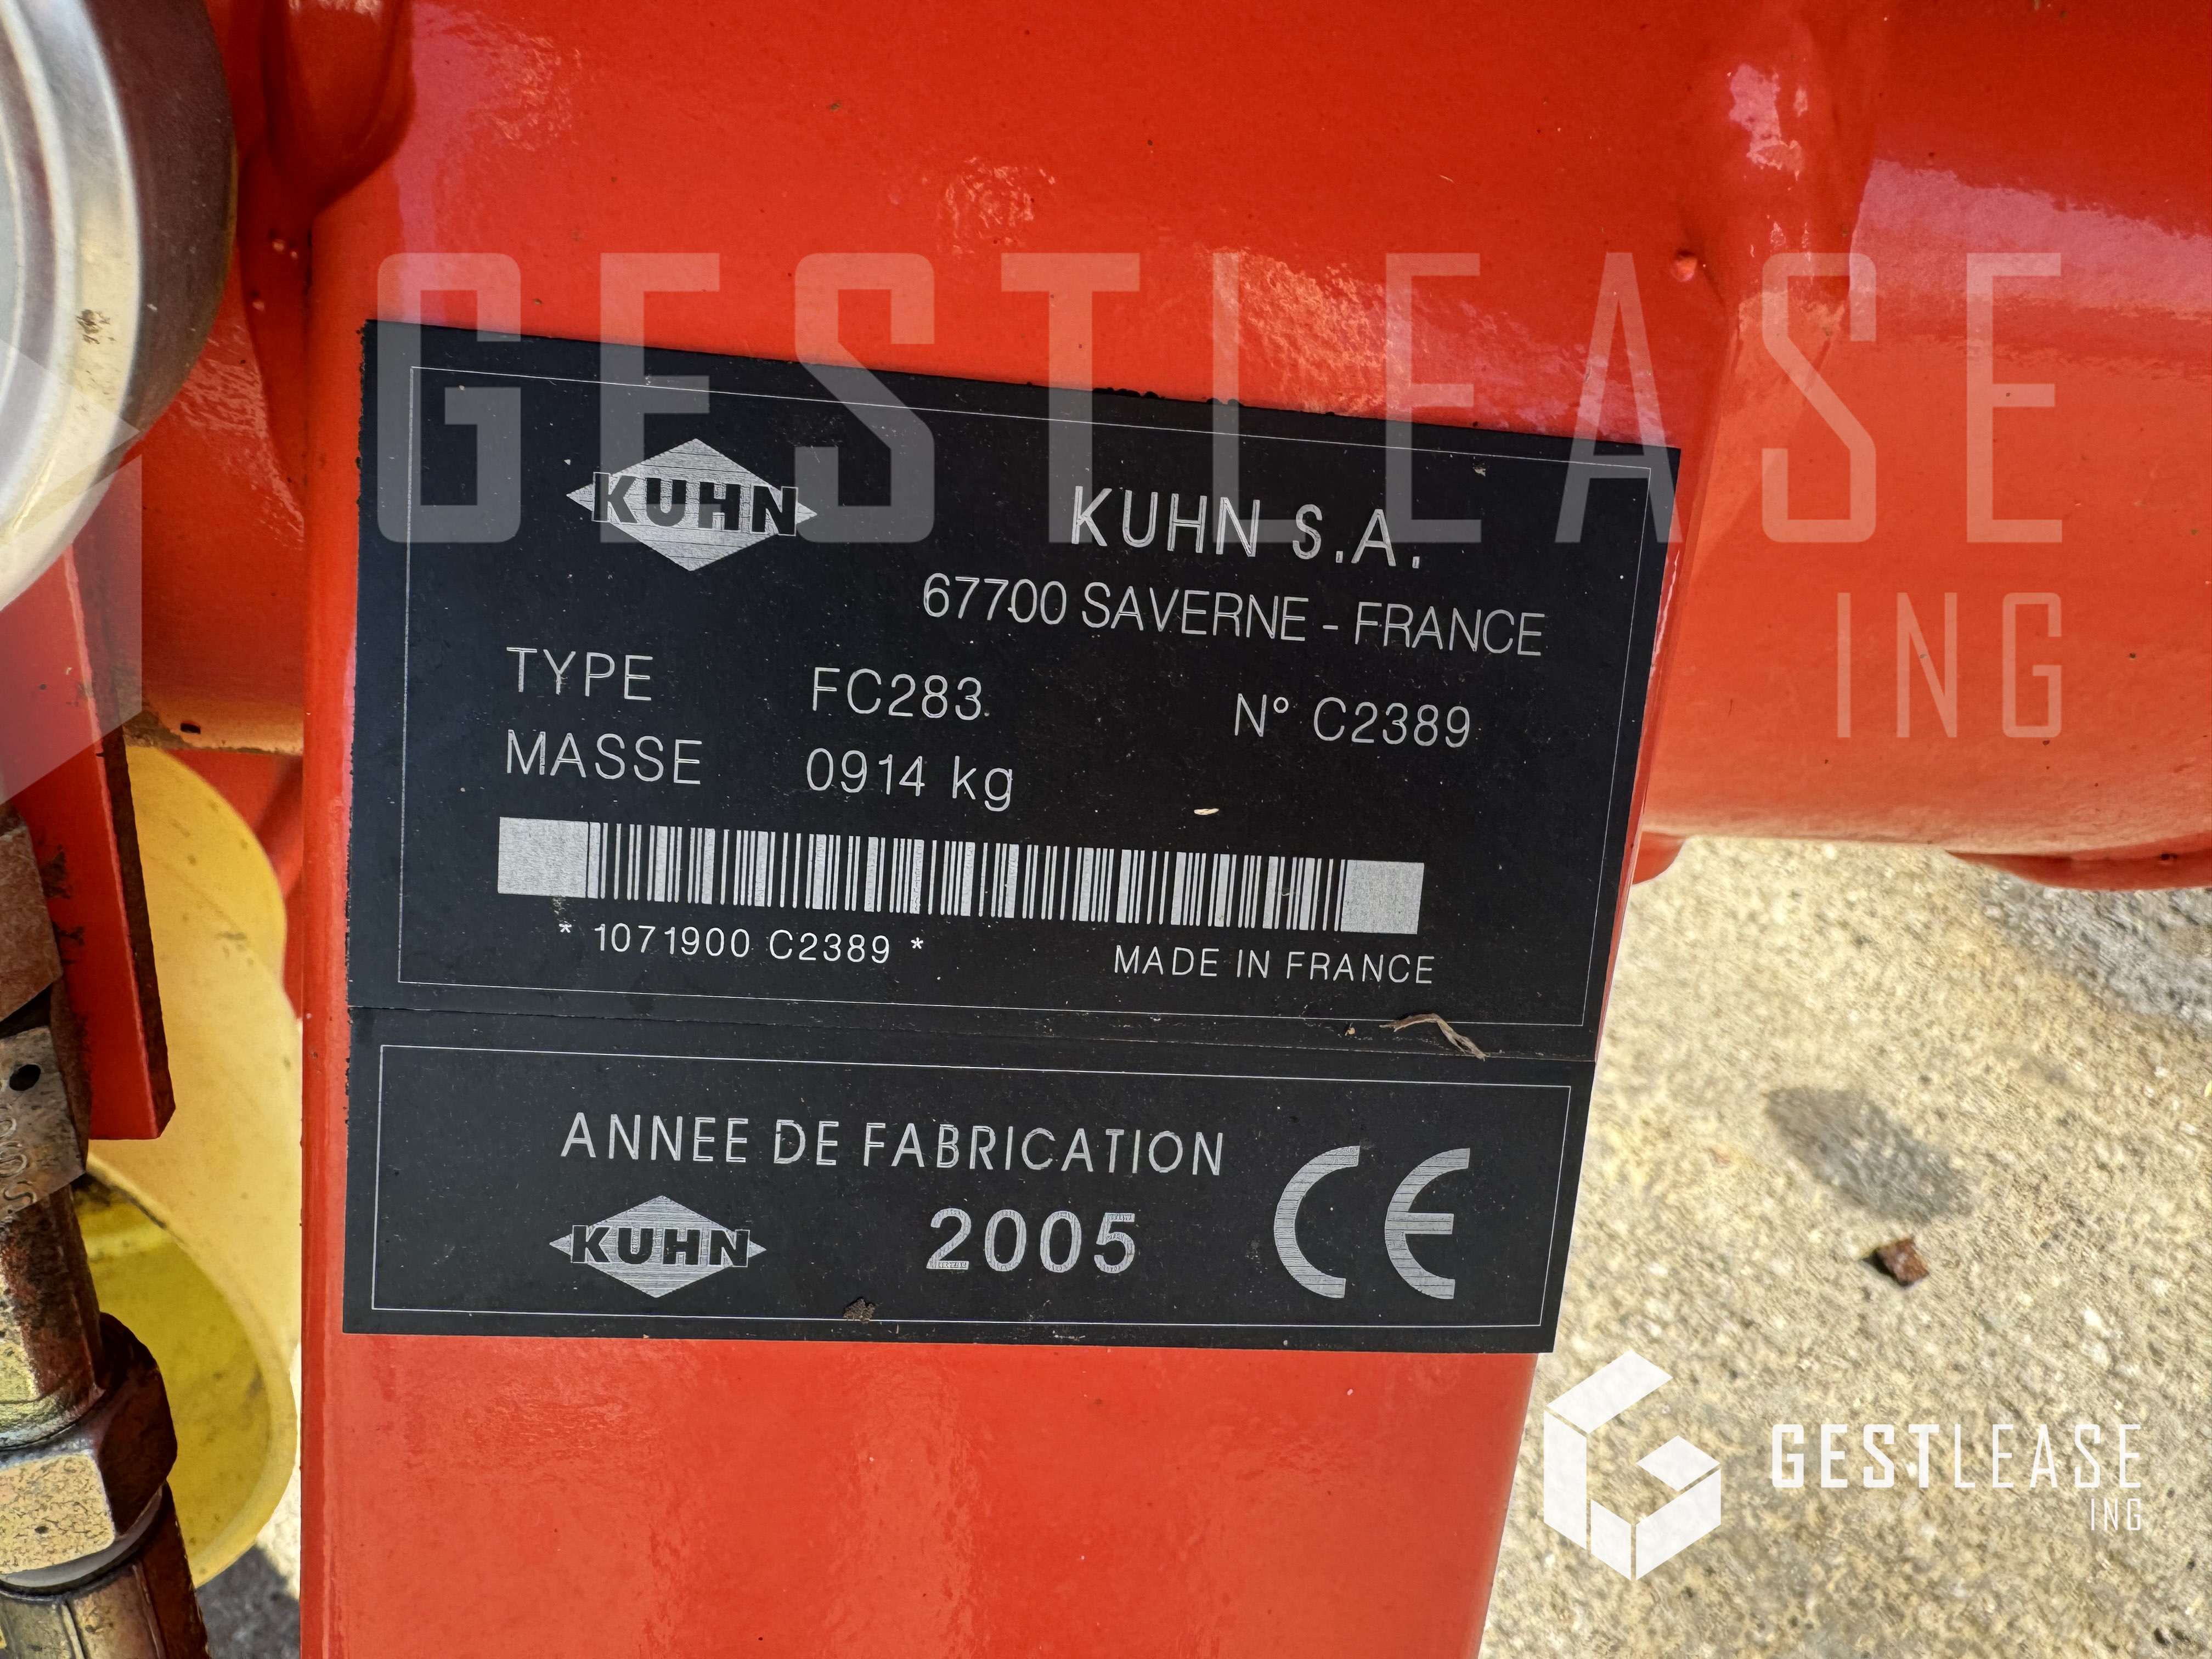 GESTLEASE
ING
KUHN
KUHN S.A.
67700 SAVERNE - FRANCE
TYPE FC283 N° C2389
MASSE 0914 kg
* 1071900 C2389 * MADE IN FRANCE
ANNEE DE FABRICATION
KUHN 2005 CE
GESTLEASE
ING